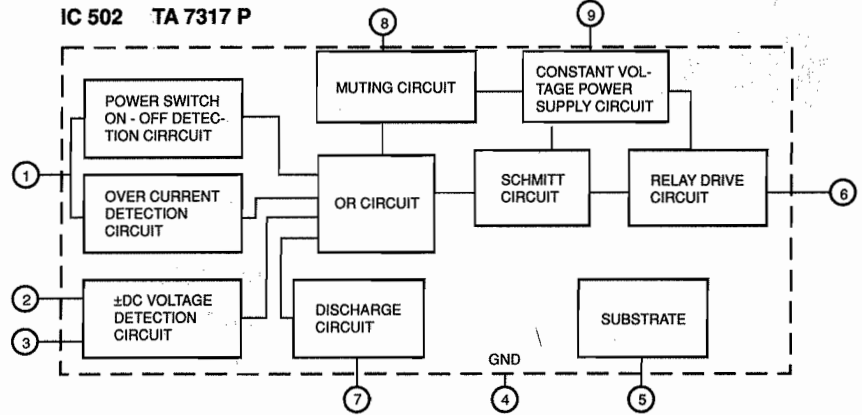 IC 502 TA 7317 P
8
9
MUTING CIRCUIT
CONSTANT VOL-
TAGE POWER
SUPPLY CIRCUIT
POWER SWITCH
ON - OFF DETEC-
TION CIRRCUIT
1
OVER CURRENT
DETECTION
CIRCUIT
OR CIRCUIT
SCHMITT
CIRCUIT
RELAY DRIVE
CIRCUIT
6
2
3
±DC VOLTAGE
DETECTION
CIRCUIT
DISCHARGE
CIRCUIT
SUBSTRATE
GND
7
4
5